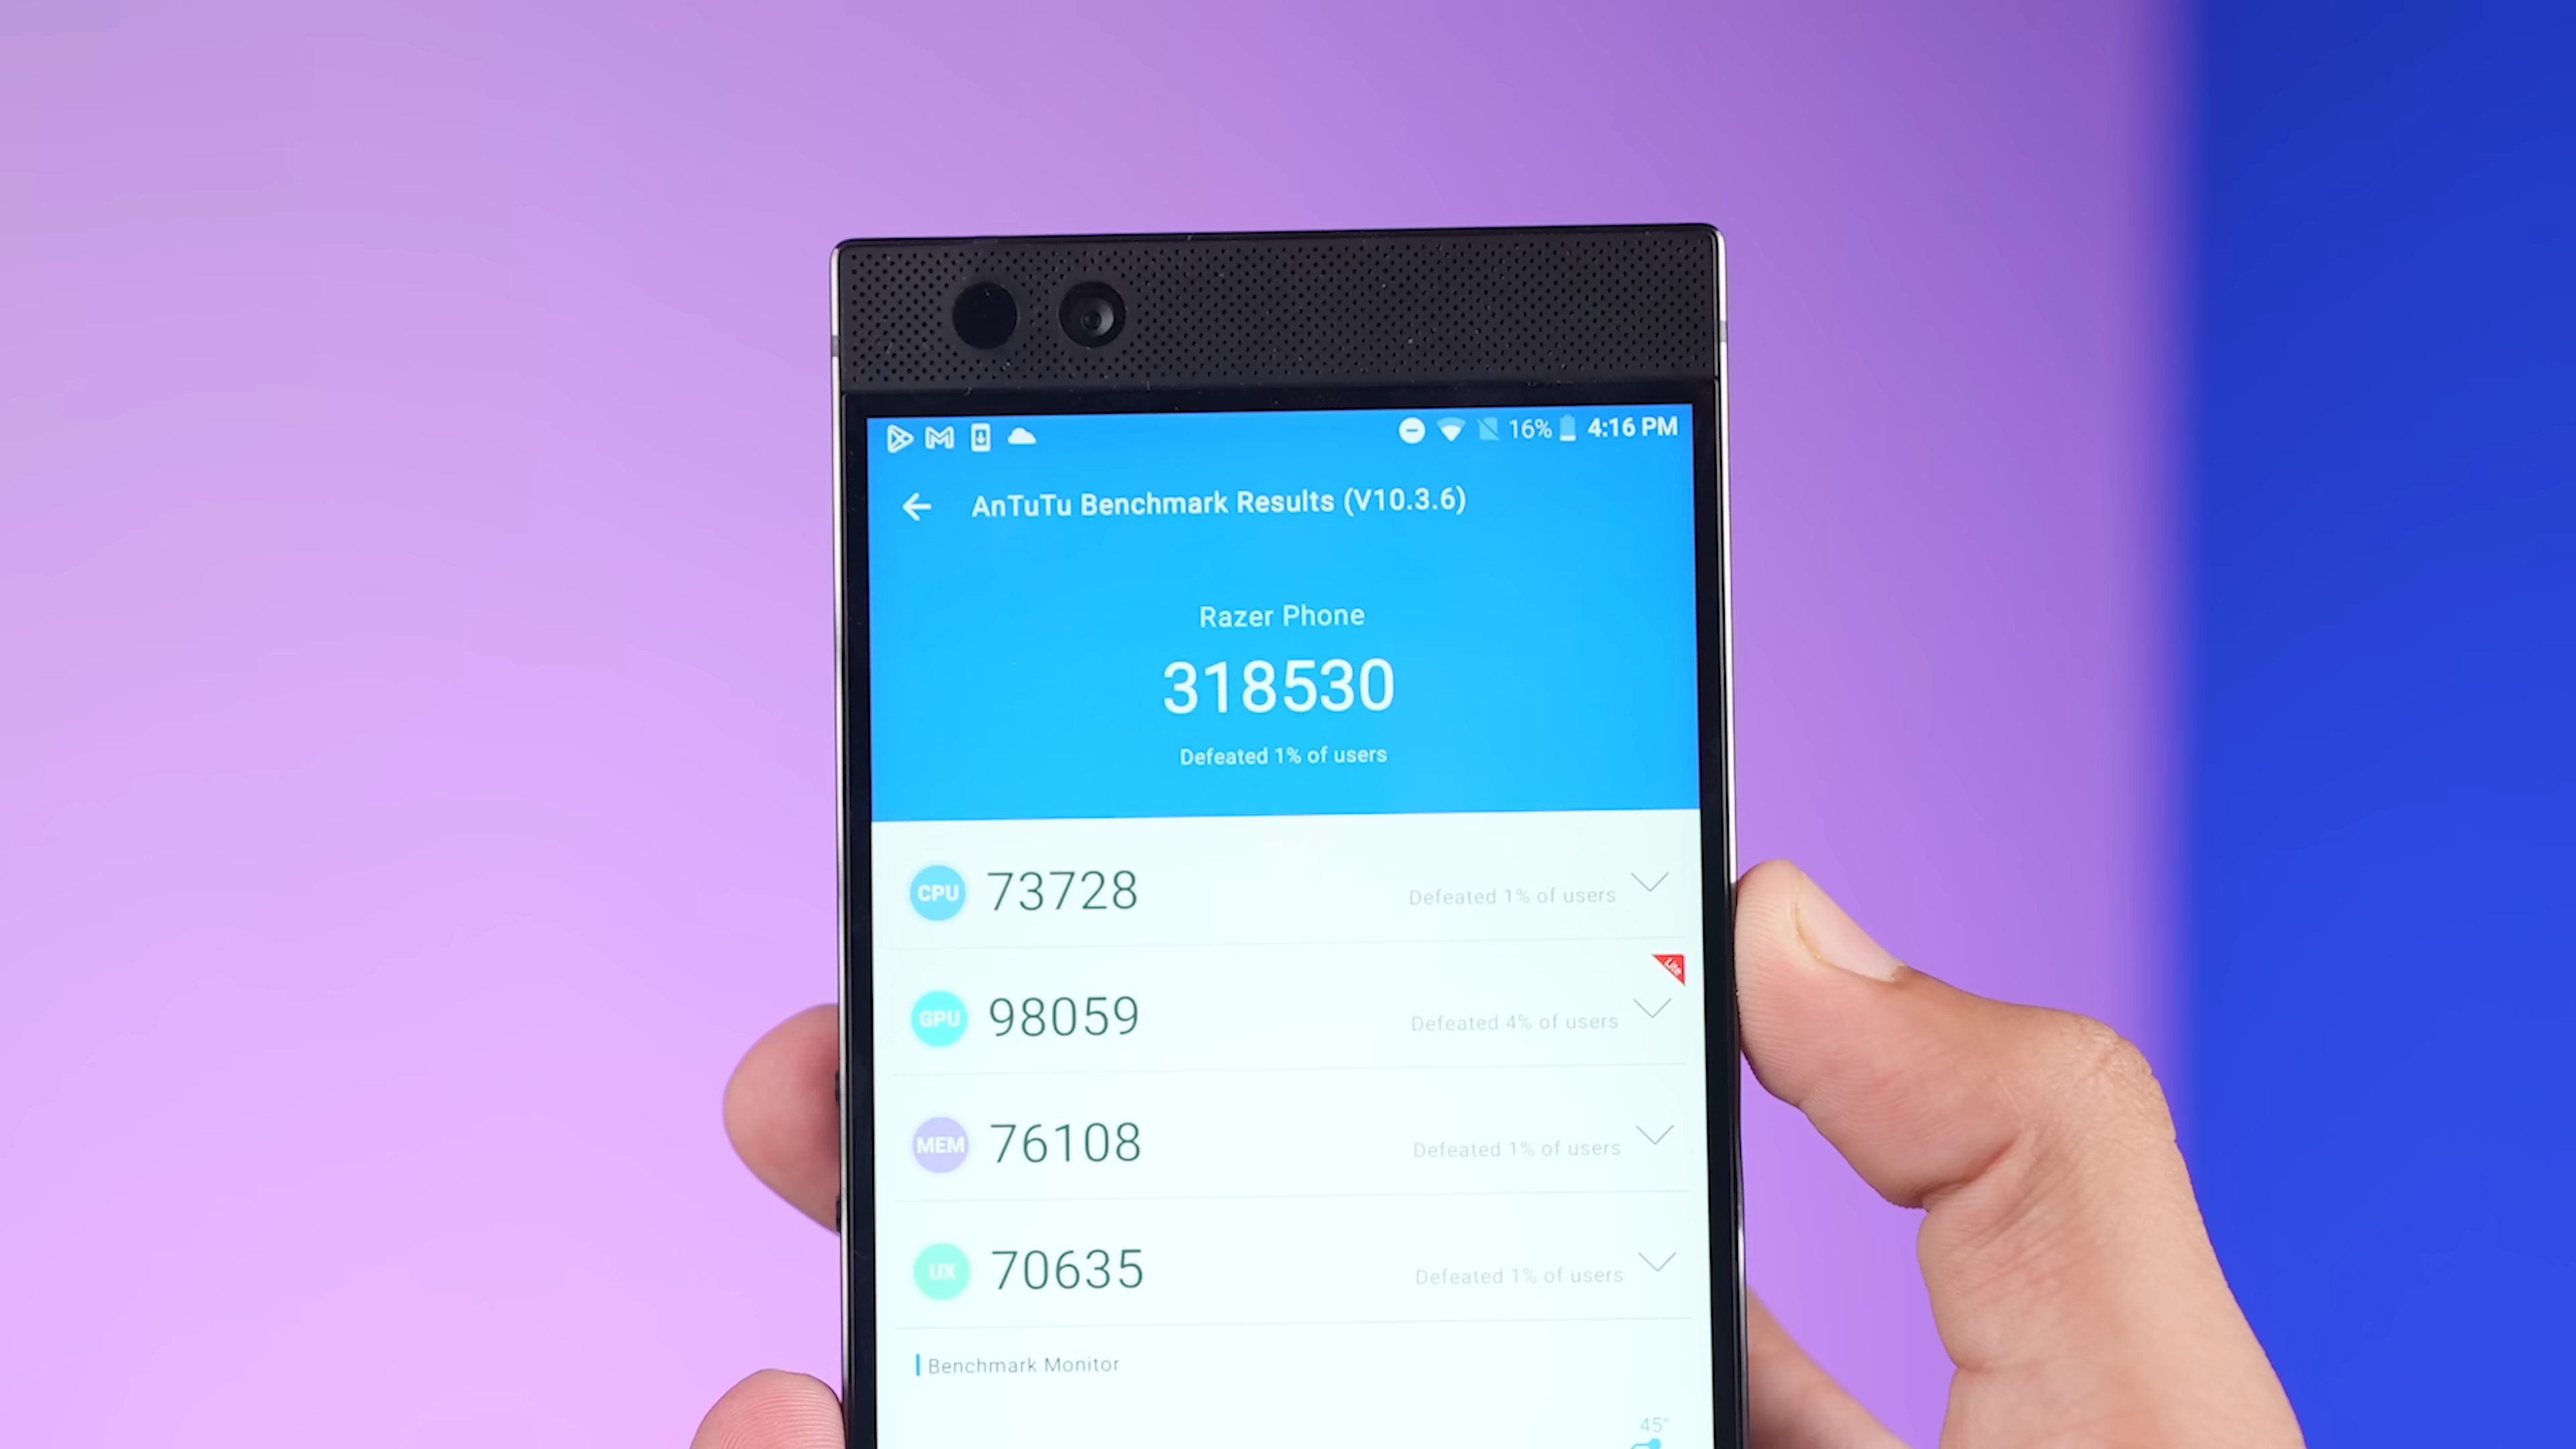 16% 4:16 PM
AnTuTu Benchmark Results (V10.3.6)
Razer Phone
318530
Defeated 1% of users
CPU 73728 Defeated 1% of users
Lite
GPU 98059 Defeated 4% of users
MEM 76108 Defeated 1% of users
UX 70635 Defeated 1% of users
Benchmark Monitor
45°